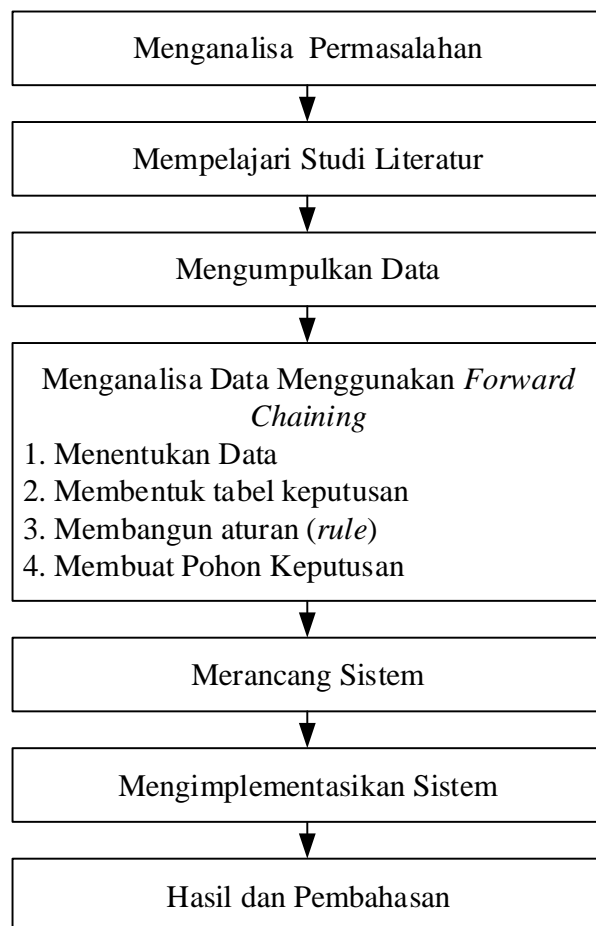 Menganalisa Permasalahan
Mempelajari Studi Literatur
Mengumpulkan Data
Menganalisa Data Menggunakan Forward
Chaining
1. Menentukan Data
2. Membentuk tabel keputusan
3. Membangun aturan (rule)
4. Membuat Pohon Keputusan
Merancang Sistem
Mengimplementasikan Sistem
Hasil dan Pembahasan